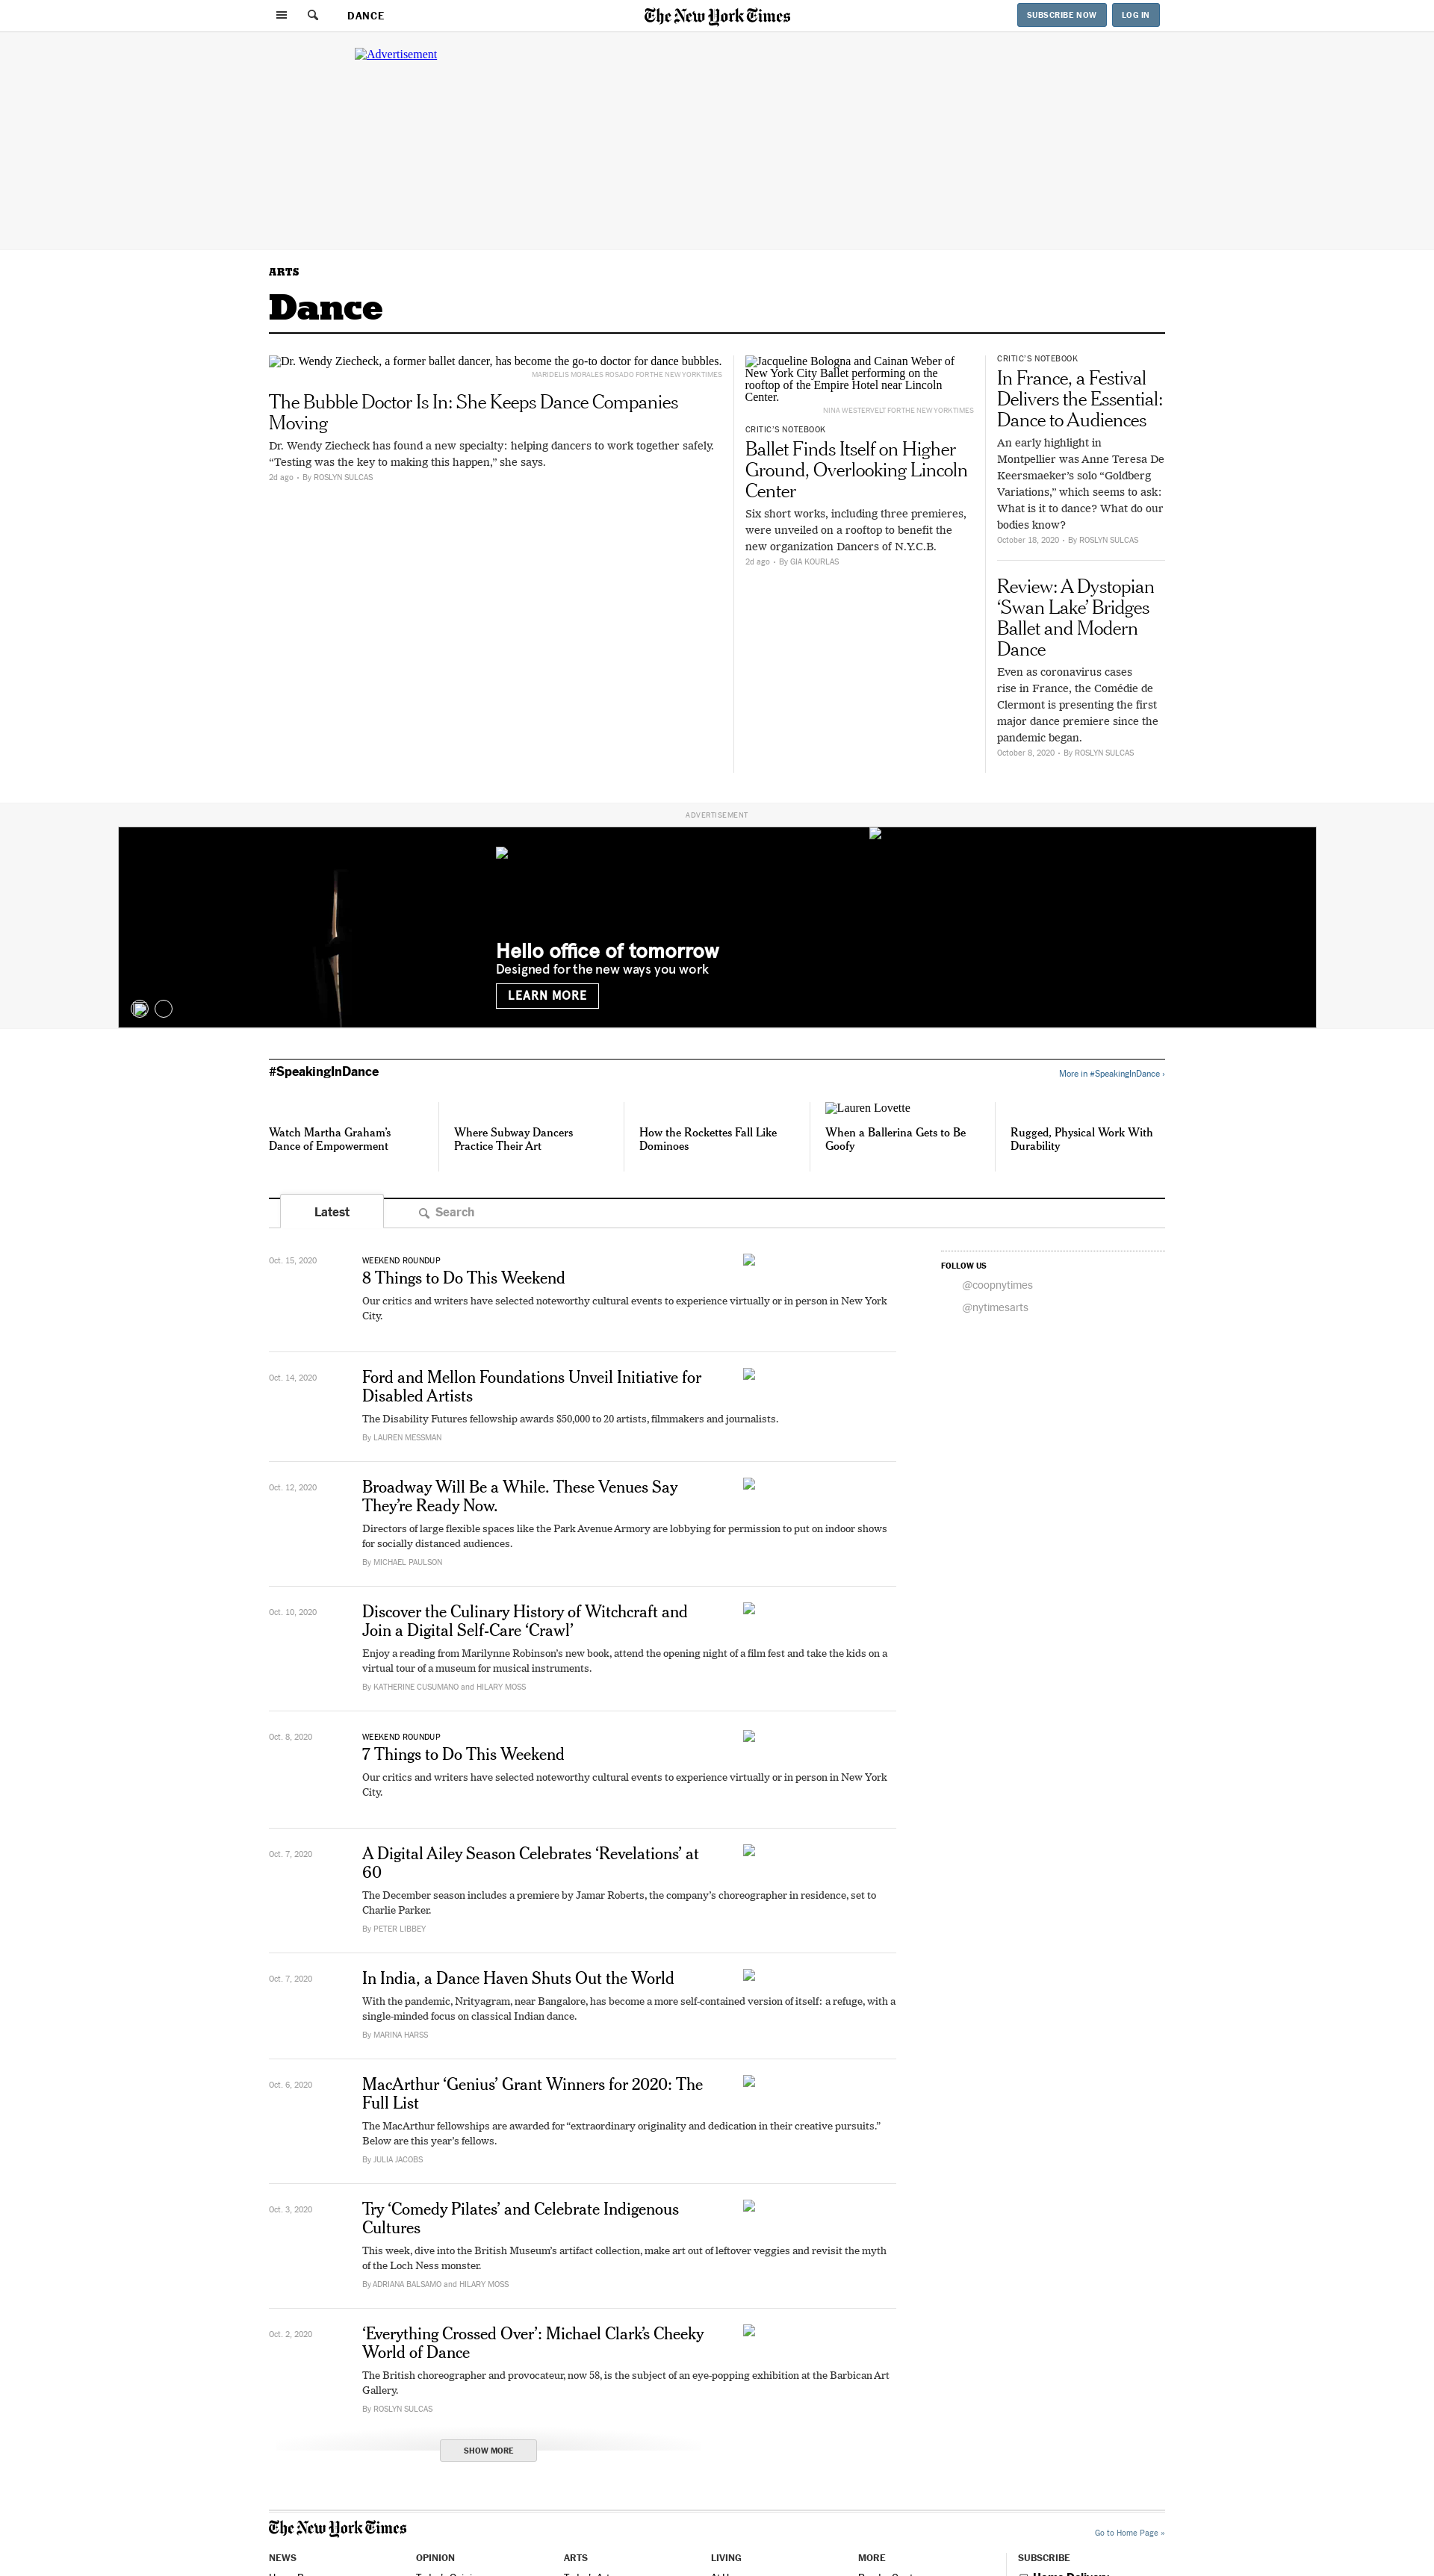 DANCE
The New York Times
SUBSCRIBE NOW
LOG IN
Advertisement
ARTS
Dance
Dr. Wendy Ziecheck, a former ballet dancer, has become the go-to doctor for dance bubbles.
MARIDELIS MORALES ROSADO FOR THE NEW YORK TIMES
The Bubble Doctor Is In: She Keeps Dance Companies
Moving
Dr. Wendy Ziecheck has found a new specialty: helping dancers to work together safely.
“Testing was the key to making this happen,” she says.
2d ago • By ROSLYN SULCAS
Jacqueline Bologna and Cainan Weber of
New York City Ballet performing on the
rooftop of the Empire Hotel near Lincoln
Center.
NINA WESTERVELT FOR THE NEW YORK TIMES
CRITIC’S NOTEBOOK
Ballet Finds Itself on Higher
Ground, Overlooking Lincoln
Center
Six short works, including three premieres,
were unveiled on a rooftop to benefit the
new organization Dancers of N.Y.C.B.
2d ago • By GIA KOURLAS
CRITIC’S NOTEBOOK
In France, a Festival
Delivers the Essential:
Dance to Audiences
An early highlight in
Montpellier was Anne Teresa De
Keersmaeker’s solo “Goldberg
Variations,” which seems to ask:
What is it to dance? What do our
bodies know?
October 18, 2020 • By ROSLYN SULCAS
Review: A Dystopian
‘Swan Lake’ Bridges
Ballet and Modern
Dance
Even as coronavirus cases
rise in France, the Comédie de
Clermont is presenting the first
major dance premiere since the
pandemic began.
October 8, 2020 • By ROSLYN SULCAS
ADVERTISEMENT
Hello office of tomorrow
Designed for the new ways you work
LEARN MORE
#SpeakingInDance
More in #SpeakingInDance ›
Watch Martha Graham’s
Dance of Empowerment
Where Subway Dancers
Practice Their Art
How the Rockettes Fall Like
Dominoes
Lauren Lovette
When a Ballerina Gets to Be
Goofy
Rugged, Physical Work With
Durability
Latest
Search
Oct. 15, 2020
WEEKEND ROUNDUP
8 Things to Do This Weekend
Our critics and writers have selected noteworthy cultural events to experience virtually or in person in New York
City.
FOLLOW US
@coopnytimes
@nytimesarts
Oct. 14, 2020
Ford and Mellon Foundations Unveil Initiative for
Disabled Artists
The Disability Futures fellowship awards $50,000 to 20 artists, filmmakers and journalists.
By LAUREN MESSMAN
Oct. 12, 2020
Broadway Will Be a While. These Venues Say
They’re Ready Now.
Directors of large flexible spaces like the Park Avenue Armory are lobbying for permission to put on indoor shows
for socially distanced audiences.
By MICHAEL PAULSON
Oct. 10, 2020
Discover the Culinary History of Witchcraft and
Join a Digital Self-Care ‘Crawl’
Enjoy a reading from Marilynne Robinson’s new book, attend the opening night of a film fest and take the kids on a
virtual tour of a museum for musical instruments.
By KATHERINE CUSUMANO and HILARY MOSS
Oct. 8, 2020
WEEKEND ROUNDUP
7 Things to Do This Weekend
Our critics and writers have selected noteworthy cultural events to experience virtually or in person in New York
City.
Oct. 7, 2020
A Digital Ailey Season Celebrates ‘Revelations’ at
60
The December season includes a premiere by Jamar Roberts, the company’s choreographer in residence, set to
Charlie Parker.
By PETER LIBBEY
Oct. 7, 2020
In India, a Dance Haven Shuts Out the World
With the pandemic, Nrityagram, near Bangalore, has become a more self-contained version of itself: a refuge, with a
single-minded focus on classical Indian dance.
By MARINA HARSS
Oct. 6, 2020
MacArthur ‘Genius’ Grant Winners for 2020: The
Full List
The MacArthur fellowships are awarded for “extraordinary originality and dedication in their creative pursuits.”
Below are this year’s fellows.
By JULIA JACOBS
Oct. 3, 2020
Try ‘Comedy Pilates’ and Celebrate Indigenous
Cultures
This week, dive into the British Museum’s artifact collection, make art out of leftover veggies and revisit the myth
of the Loch Ness monster.
By ADRIANA BALSAMO and HILARY MOSS
Oct. 2, 2020
‘Everything Crossed Over’: Michael Clark’s Cheeky
World of Dance
The British choreographer and provocateur, now 58, is the subject of an eye-popping exhibition at the Barbican Art
Gallery.
By ROSLYN SULCAS
SHOW MORE
The New York Times
Go to Home Page »
NEWS
OPINION
ARTS
LIVING
MORE
SUBSCRIBE